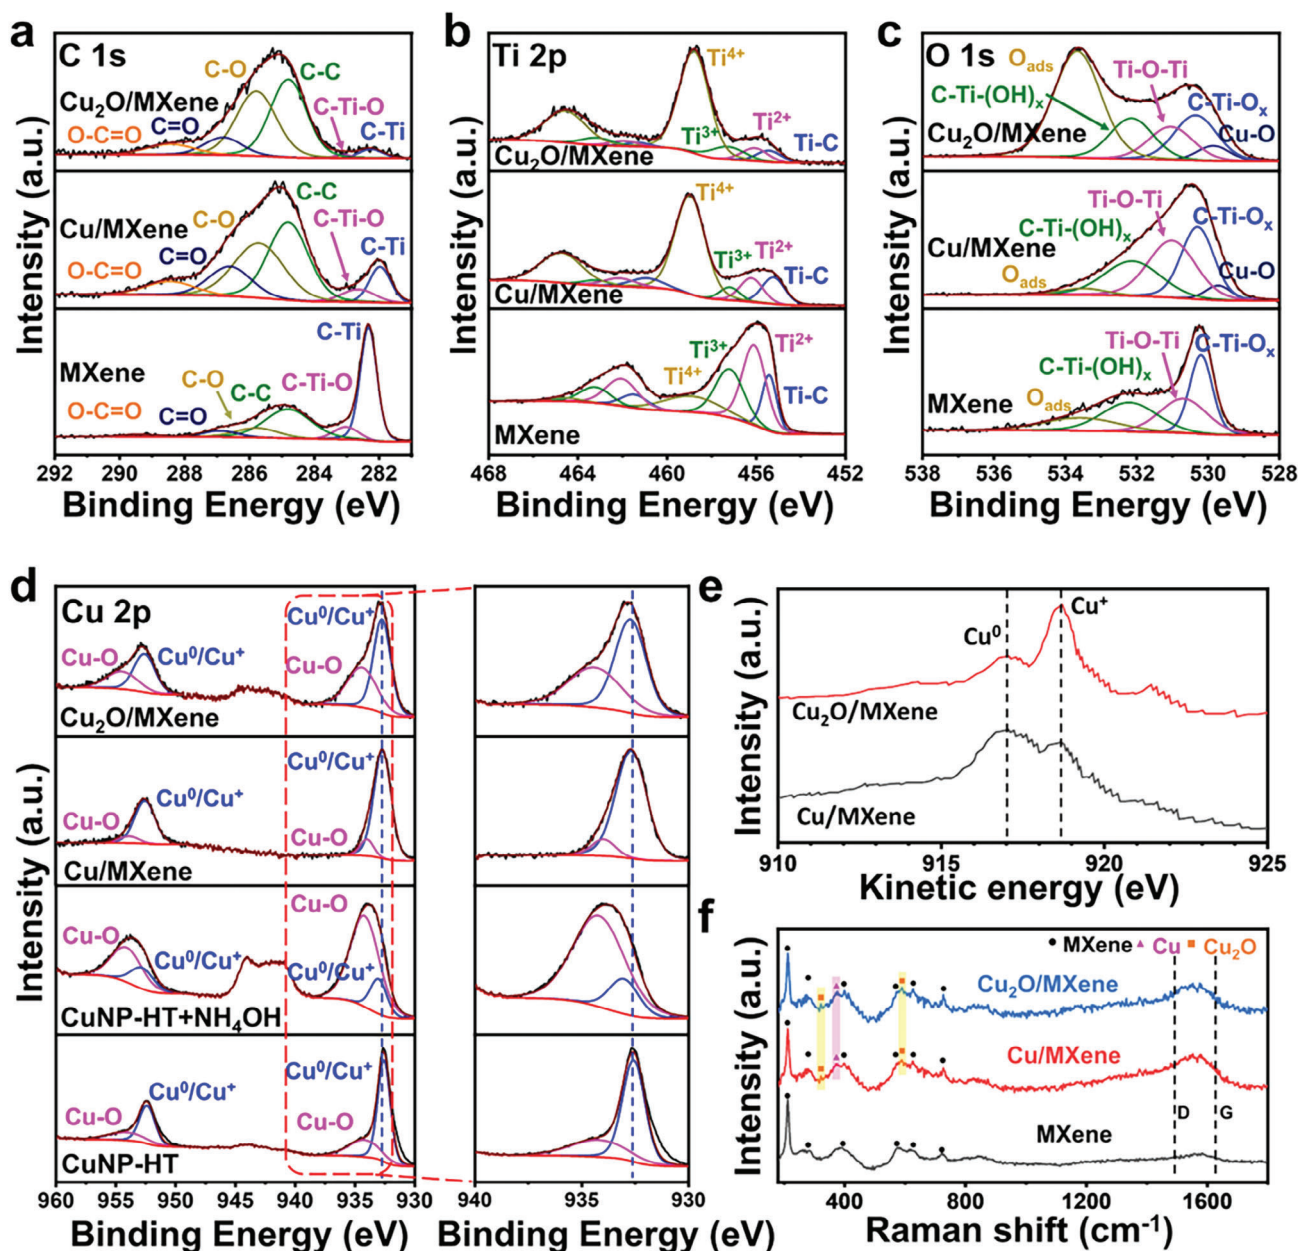 a
C 1s
C-O
C-C
Cu₂O/MXene
C-Ti-O
O-C=O
C=O
C-Ti
C-C
C-O
C-Ti-O
Cu/MXene
C=O
C-Ti
O-C=O
C-Ti
MXene
C-O
C-C
C-Ti-O
O-C=O
C=O
292 290 288 286 284 282
Binding Energy (eV)
Intensity (a.u.)
b
Ti 2p
Ti⁴⁺
Ti³⁺
Ti²⁺
Ti-C
Cu₂O/MXene
Ti⁴⁺
Ti³⁺
Ti²⁺
Ti-C
Cu/MXene
Ti³⁺
Ti²⁺
Ti⁴⁺
Ti-C
MXene
468 464 460 456 452
Binding Energy (eV)
Intensity (a.u.)
c
O 1s
Oads
Ti-O-Ti
C-Ti-(OH)ₓ
C-Ti-Oₓ
Cu₂O/MXene
Cu-O
Ti-O-Ti
C-Ti-Oₓ
C-Ti-(OH)ₓ
Cu/MXene
Cu-O
Oads
Ti-O-Ti
C-Ti-Oₓ
C-Ti-(OH)ₓ
MXene
Oads
538 536 534 532 530 528
Binding Energy (eV)
Intensity (a.u.)
d
Cu 2p
Cu⁰/Cu⁺
Cu-O
Cu⁰/Cu⁺
Cu-O
Cu₂O/MXene
Cu⁰/Cu⁺
Cu⁰/Cu⁺
Cu-O
Cu-O
Cu/MXene
Cu-O
Cu-O
Cu⁰/Cu⁺
Cu⁰/Cu⁺
CuNP-HT+NH₄OH
Cu⁰/Cu⁺
Cu⁰/Cu⁺
Cu-O
Cu-O
CuNP-HT
960 955 950 945 940 935 930
Binding Energy (eV)
940 935 930
Binding Energy (eV)
Intensity (a.u.)
e
Cu⁺
Cu⁰
Cu₂O/MXene
Cu/MXene
910 915 920 925
Kinetic energy (eV)
Intensity (a.u.)
f
MXene Cu Cu₂O
Cu₂O/MXene
Cu/MXene
D G
MXene
400 800 1200 1600
Raman shift (cm⁻¹)
Intensity (a.u.)